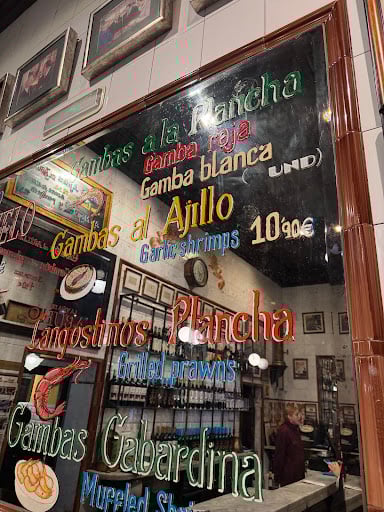 Gambas a la Plancha
Gamba roja
Gamba blanca
(UND)
Gambas al Ajillo
Garlic shrimps 10'90€
Langostinos Plancha
Grilled prawns
Gambas Gabardina
Muffled